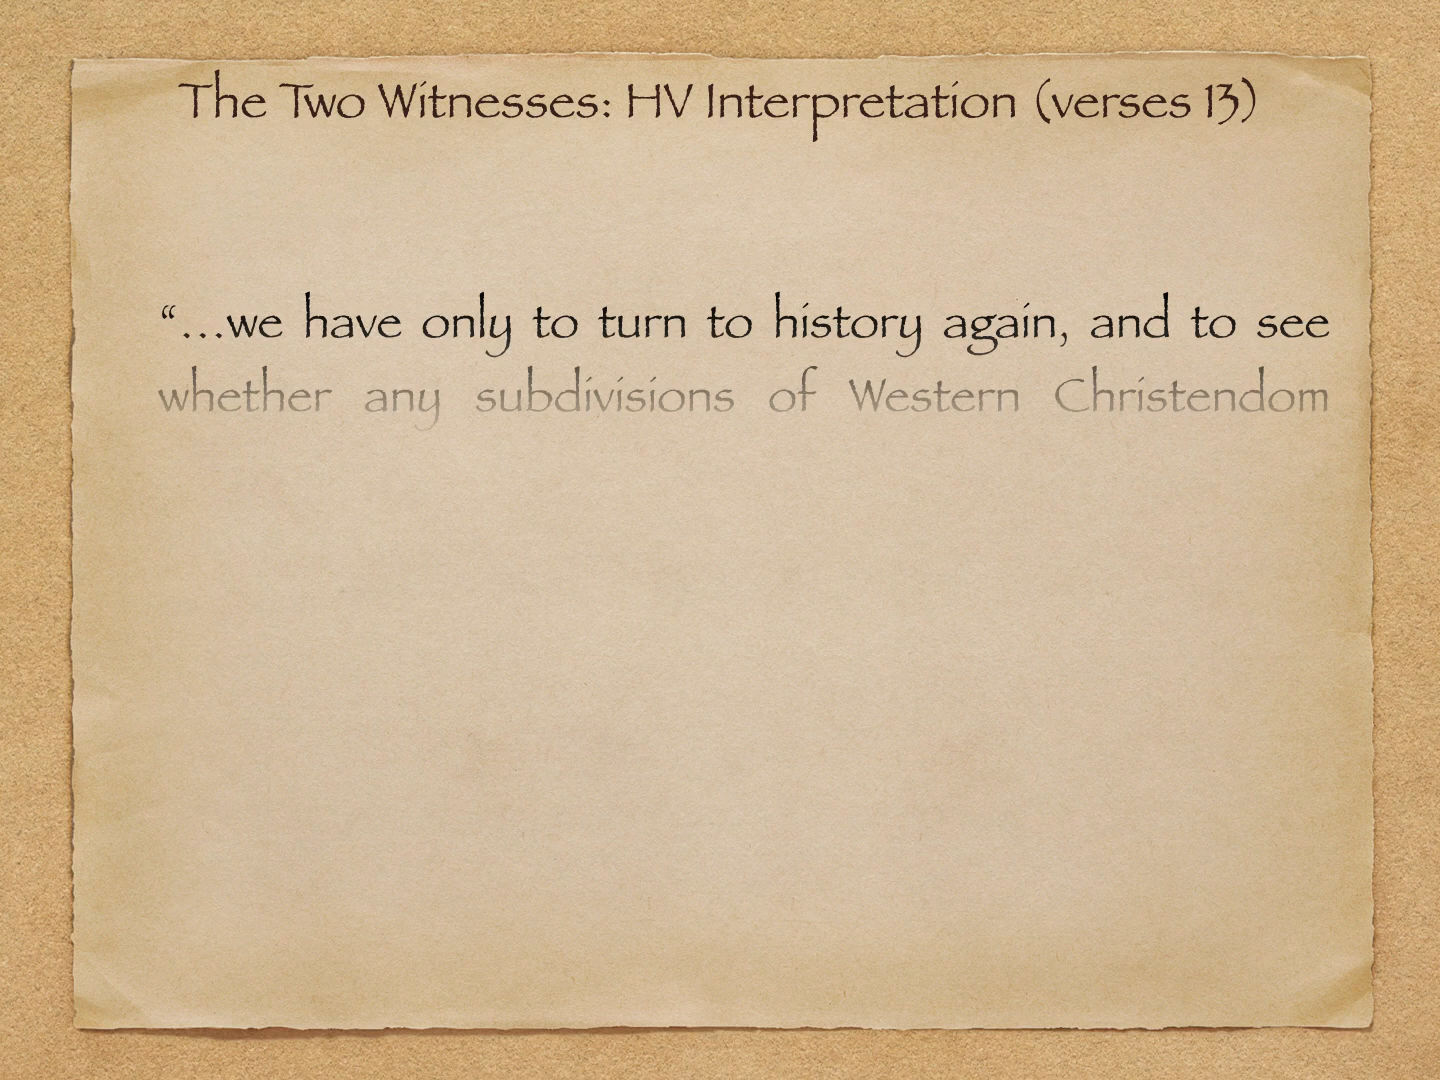 The Two Witnesses: HV Interpretation (verses 13)
“…we have only to turn to history again, and to see
whether any subdivisions of Western Christendom